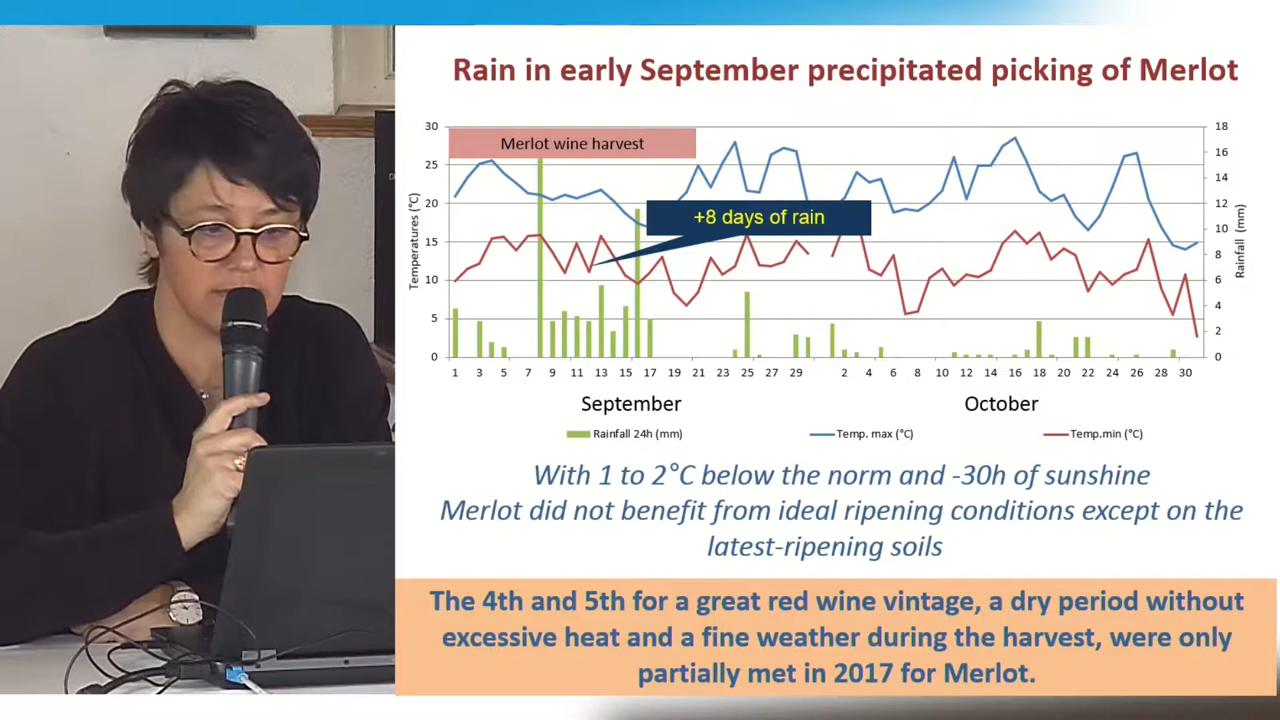 Rain in early September precipitated picking of Merlot
30 25 20 15 10 5 0
Temperatures (°C)
Merlot wine harvest
+8 days of rain
18 16 14 12 10 8 6 4 2 0
Rainfall (mm)
1 3 5 7 9 11 13 15 17 19 21 23 25 27 29 2 4 6 8 10 12 14 16 18 20 22 24 26 28 30
September October
Rainfall 24h (mm) Temp. max (°C) Temp.min (°C)
With 1 to 2°C below the norm and -30h of sunshine
Merlot did not benefit from ideal ripening conditions except on the
latest-ripening soils
The 4th and 5th for a great red wine vintage, a dry period without
excessive heat and a fine weather during the harvest, were only
partially met in 2017 for Merlot.